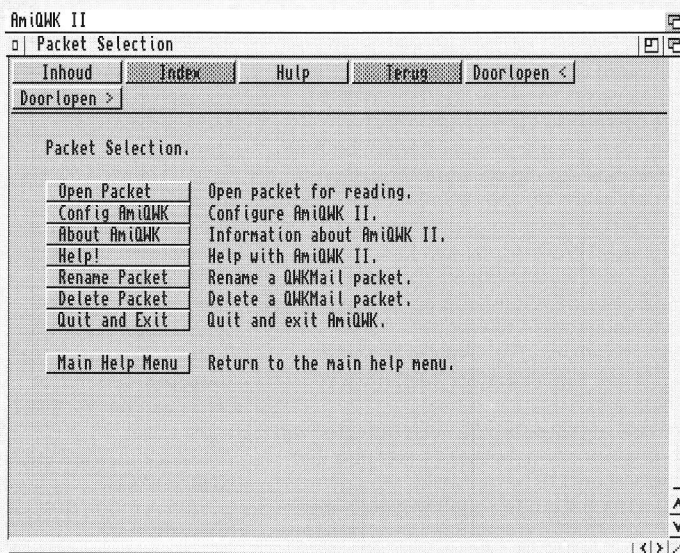 AmiQWK II
Packet Selection
Inhoud Index Hulp Terug Doorlopen <
Doorlopen >
Packet Selection.
Open Packet Open packet for reading.
Config AmiQWK Configure AmiQWK II.
About AmiQWK Information about AmiQWK II.
Help! Help with AmiQWK II.
Rename Packet Rename a QWKMail packet.
Delete Packet Delete a QWKMail packet.
Quit and Exit Quit and exit AmiQWK.
Main Help Menu Return to the main help menu.